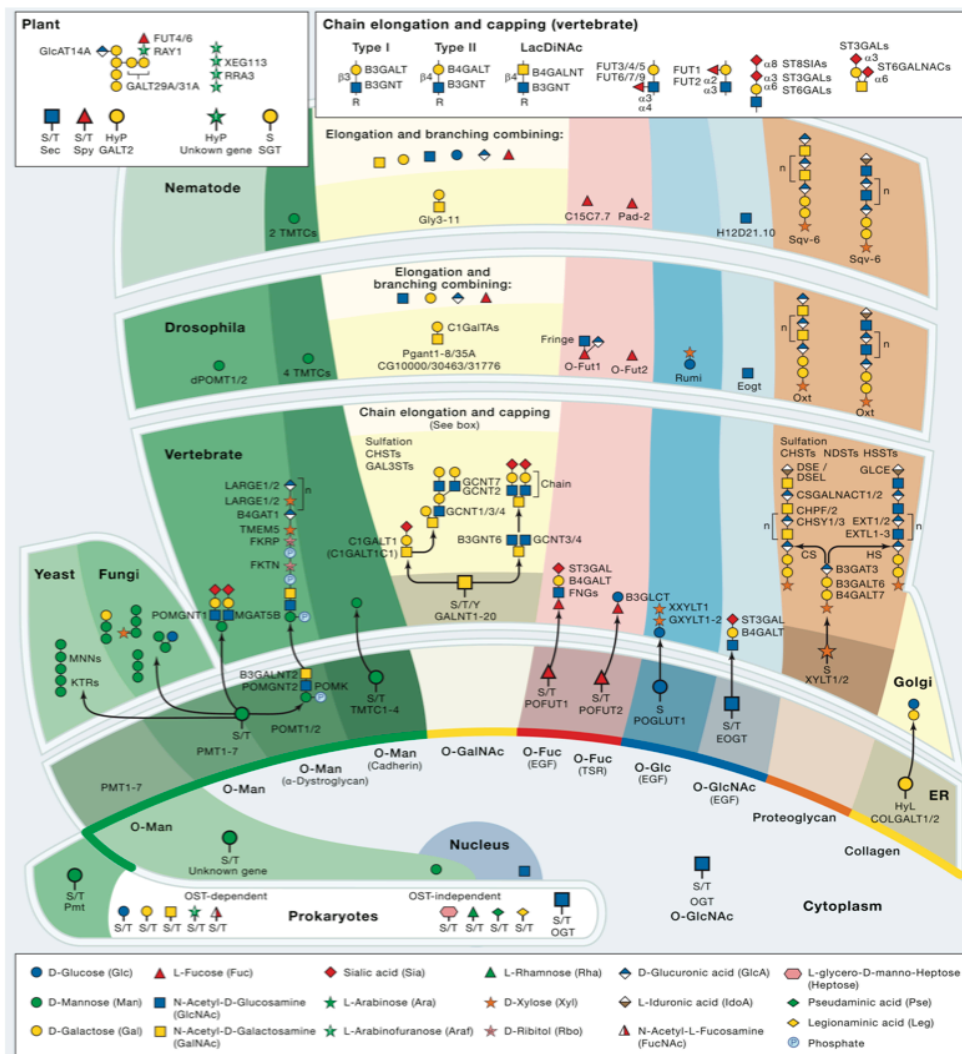 Plant
GlcAT14A
FUT4/6
RAY1
GALT29A/31A
XEG113
RRA3
S/T
Sec
S/T
Spy
HyP
GALT2
HyP
Unkown gene
S
SGT
Chain elongation and capping (vertebrate)
Type I
β3
B3GALT
B3GNT
R
Type II
β4
B4GALT
B3GNT
R
LacDiNAc
β4
B4GALNT
B3GNT
R
FUT3/4/5
FUT6/7/9
α3
α4
FUT1
FUT2
α2
α3
α8
α3
α6
ST8SIAs
ST3GALs
ST6GALs
ST3GALs
α3
ST6GALNACs
α6
Nematode
2 TMTCs
Elongation and branching combining:
Gly3-11
C15C7.7
Pad-2
H12D21.10
n
Sqv-6
n
Sqv-6
Drosophila
dPOMT1/2
4 TMTCs
Elongation and
branching combining:
C1GalTAs
Pgant1-8/35A
CG10000/30463/31776
Fringe
O-Fut1
O-Fut2
Rumi
Eogt
n
Oxt
n
Oxt
Vertebrate
LARGE1/2
n
LARGE1/2
B4GAT1
TMEM5
FKRP
P
FKTN
P
MGAT5B
POMGNT1
B3GALNT2
POMGNT2
POMK
P
S/T
POMT1/2
S/T
TMTC1-4
Chain elongation and capping
(See box)
Sulfation
CHSTs
GAL3STs
GCNT7
GCNT2
GCNT1/3/4
Chain
C1GALT1
(C1GALT1C1)
B3GNT6
GCNT3/4
S/T/Y
GALNT1-20
ST3GAL
B4GALT
FNGs
B3GLCT
XXYLT1
GXYLT1-2
ST3GAL
B4GALT
S/T
POFUT1
S/T
POFUT2
S
POGLUT1
S/T
EOGT
Sulfation
CHSTs NDSTs HSSTs
DSE /
DSEL
GLCE
CSGALNACT1/2
CHPF/2
CHSY1/3
n
EXT1/2
EXTL1-3
n
CS
HS
B3GAT3
B3GALT6
B4GALT7
S
XYLT1/2
Yeast
Fungi
MNNs
KTRs
PMT1-7
PMT1-7
Golgi
ER
HyL
COLGALT1/2
O-Man
O-Man
O-Man
(α-Dystroglycan)
O-Man
(Cadherin)
O-GalNAc
O-Fuc
(EGF)
O-Fuc
(TSR)
O-Glc
(EGF)
O-GlcNAc
(EGF)
Proteoglycan
Collagen
S/T
Unknown gene
Nucleus
S/T
Pmt
OST-dependent
S/T S/T S/T S/T S/T
Prokaryotes
OST-independent
S/T S/T S/T S/T
S/T
OGT
S/T
OGT
O-GlcNAc
Cytoplasm
D-Glucose (Glc)
D-Mannose (Man)
D-Galactose (Gal)
L-Fucose (Fuc)
N-Acetyl-D-Glucosamine
(GlcNAc)
N-Acetyl-D-Galactosamine
(GalNAc)
Sialic acid (Sia)
L-Arabinose (Ara)
L-Arabinofuranose (Araf)
L-Rhamnose (Rha)
D-Xylose (Xyl)
D-Ribitol (Rbo)
D-Glucuronic acid (GlcA)
L-Iduronic acid (IdoA)
N-Acetyl-L-Fucosamine
(FucNAc)
L-glycero-D-manno-Heptose
(Heptose)
Pseudaminic acid (Pse)
Legionaminic acid (Leg)
P Phosphate